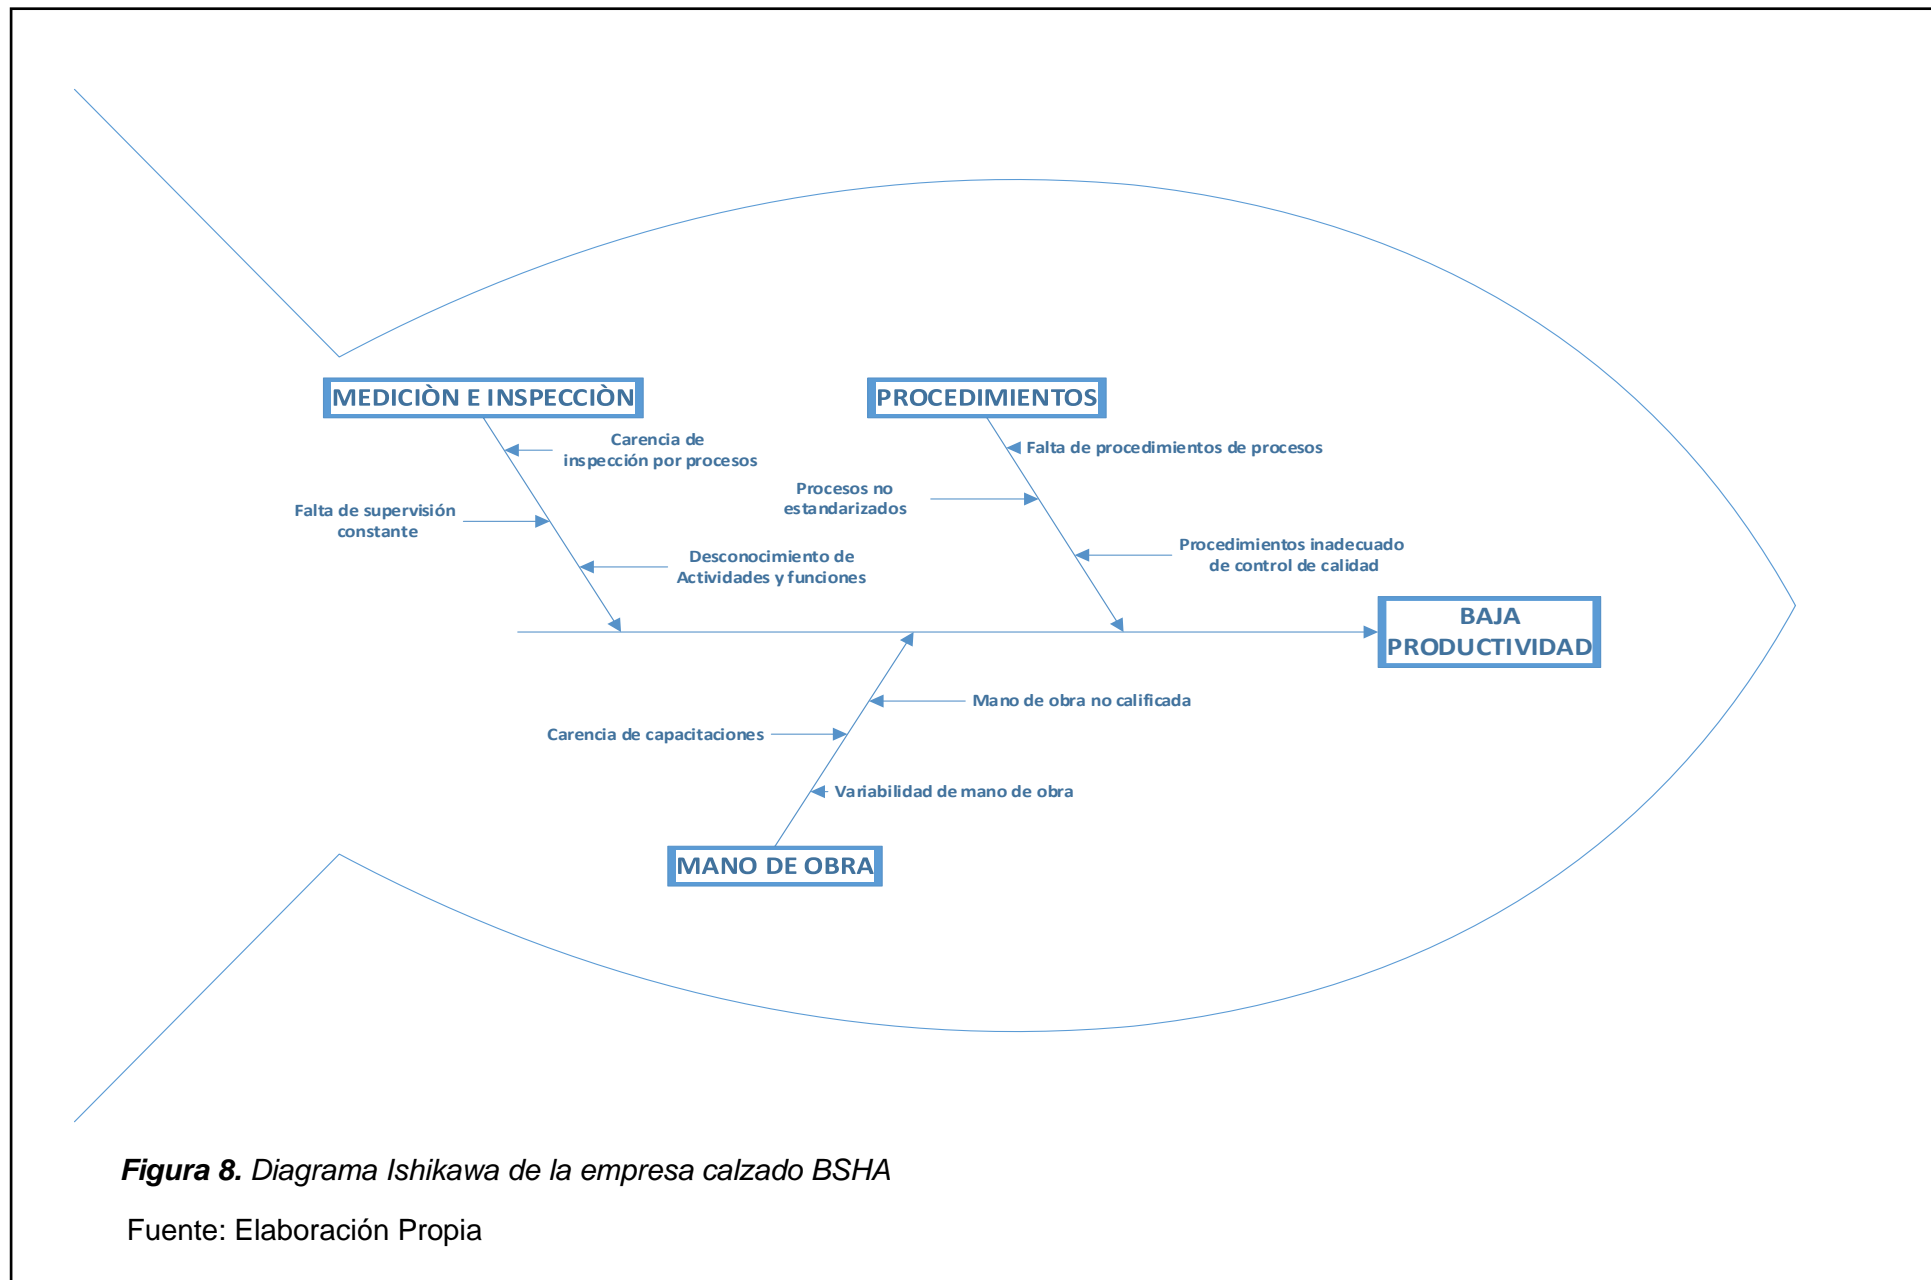 MEDICIÒN E INSPECCIÒN
Carencia de
inspección por procesos
Falta de supervisión
constante
Desconocimiento de
Actividades y funciones
PROCEDIMIENTOS
Falta de procedimientos de procesos
Procesos no
estandarizados
Procedimientos inadecuado
de control de calidad
BAJA
PRODUCTIVIDAD
Mano de obra no calificada
Carencia de capacitaciones
Variabilidad de mano de obra
MANO DE OBRA
Figura 8. Diagrama Ishikawa de la empresa calzado BSHA
Fuente: Elaboración Propia